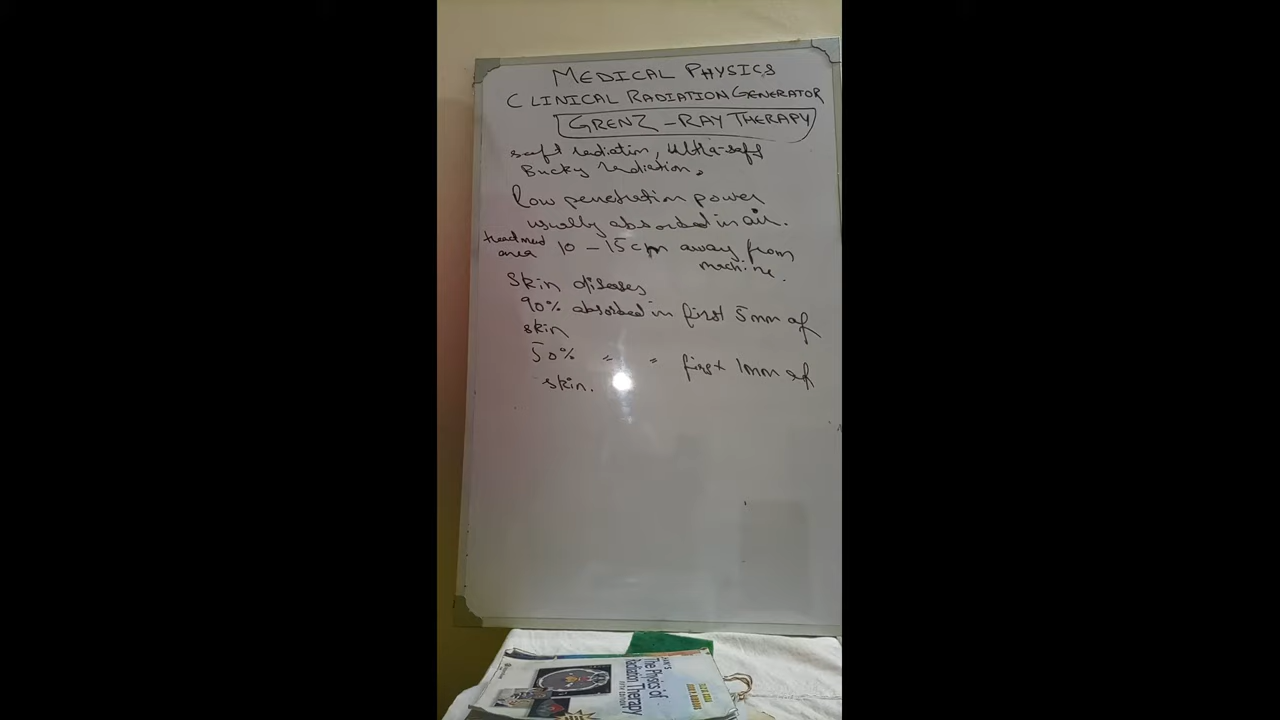 MEDICAL PHYSICS
CLINICAL RADIATION GENERATOR
GRENZ-RAY THERAPY
soft radiation, Ultra-soft
Bucky radiation,
Low penetration power
usually absorbed in air.
treatment area 10 - 15 cm away from
machine.
Skin diseases
90% absorbed in first 5mm of
skin
50% " " first 1mm of
skin.
The Physics of
Radiation Therapy
FIFTH EDITION